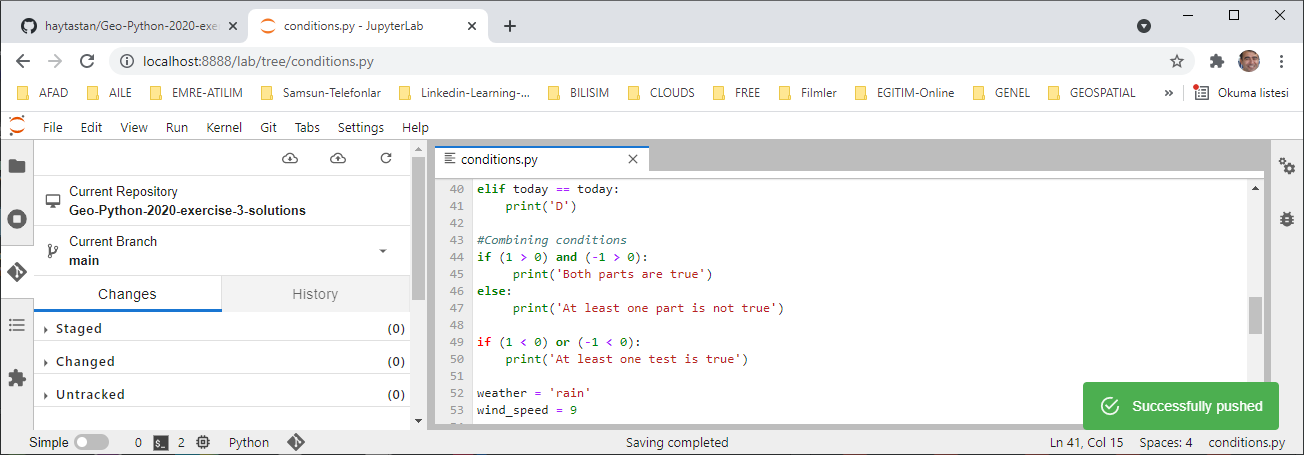 haytastan/Geo-Python-2020-exer
conditions.py - JupyterLab
localhost:8888/lab/tree/conditions.py
AFAD AILE EMRE-ATILIM Samsun-Telefonlar Linkedin-Learning-... BILISIM CLOUDS FREE Filmler EGITIM-Online GENEL GEOSPATIAL » Okuma listesi
File Edit View Run Kernel Git Tabs Settings Help
Current Repository
Geo-Python-2020-exercise-3-solutions
Current Branch
main
Changes History
Staged (0)
Changed (0)
Untracked (0)
conditions.py
40 elif today == today:
41     print('D')
42
43 #Combining conditions
44 if (1 > 0) and (-1 > 0):
45      print('Both parts are true')
46 else:
47      print('At least one part is not true')
48
49 if (1 < 0) or (-1 < 0):
50     print('At least one test is true')
51
52 weather = 'rain'
53 wind_speed = 9
Successfully pushed
Simple 0 $_ 2 Python Saving completed Ln 41, Col 15 Spaces: 4 conditions.py